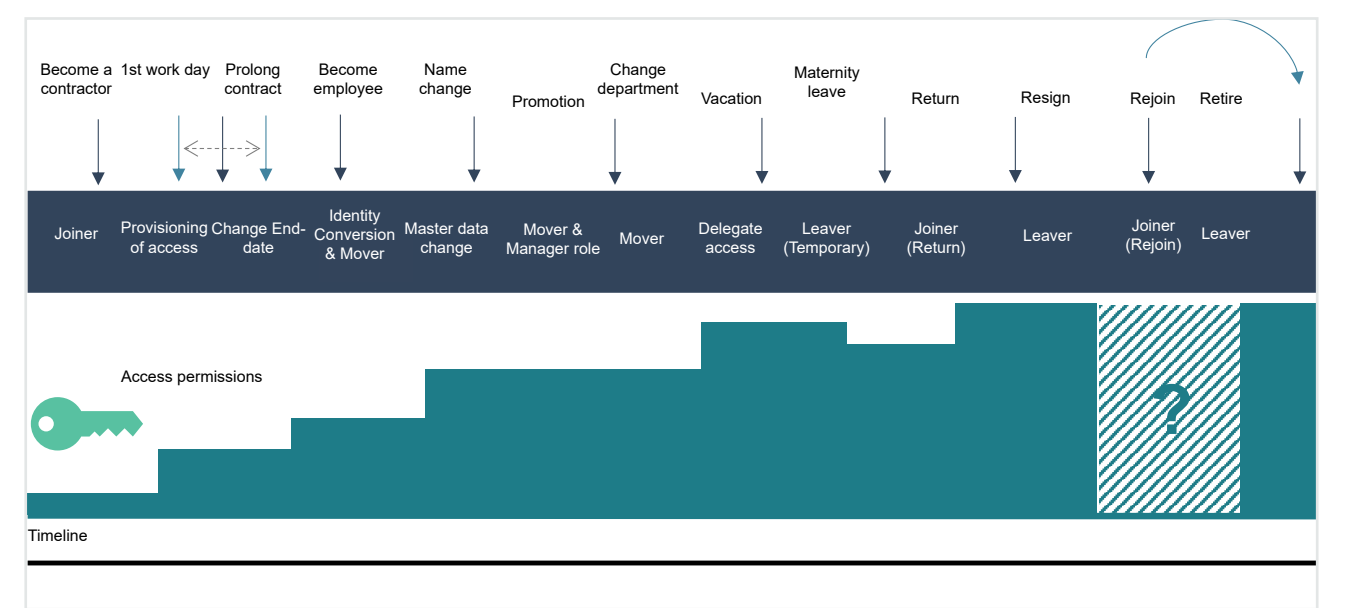 Become a
contractor
1st work day
Prolong
contract
Become
employee
Name
change
Promotion
Change
department
Vacation
Maternity
leave
Return
Resign
Rejoin
Retire
Joiner
Provisioning
of access
Change End-
date
Identity
Conversion
& Mover
Master data
change
Mover &
Manager role
Mover
Delegate
access
Leaver
(Temporary)
Joiner
(Return)
Leaver
Joiner
(Rejoin)
Leaver
Access permissions
?
Timeline